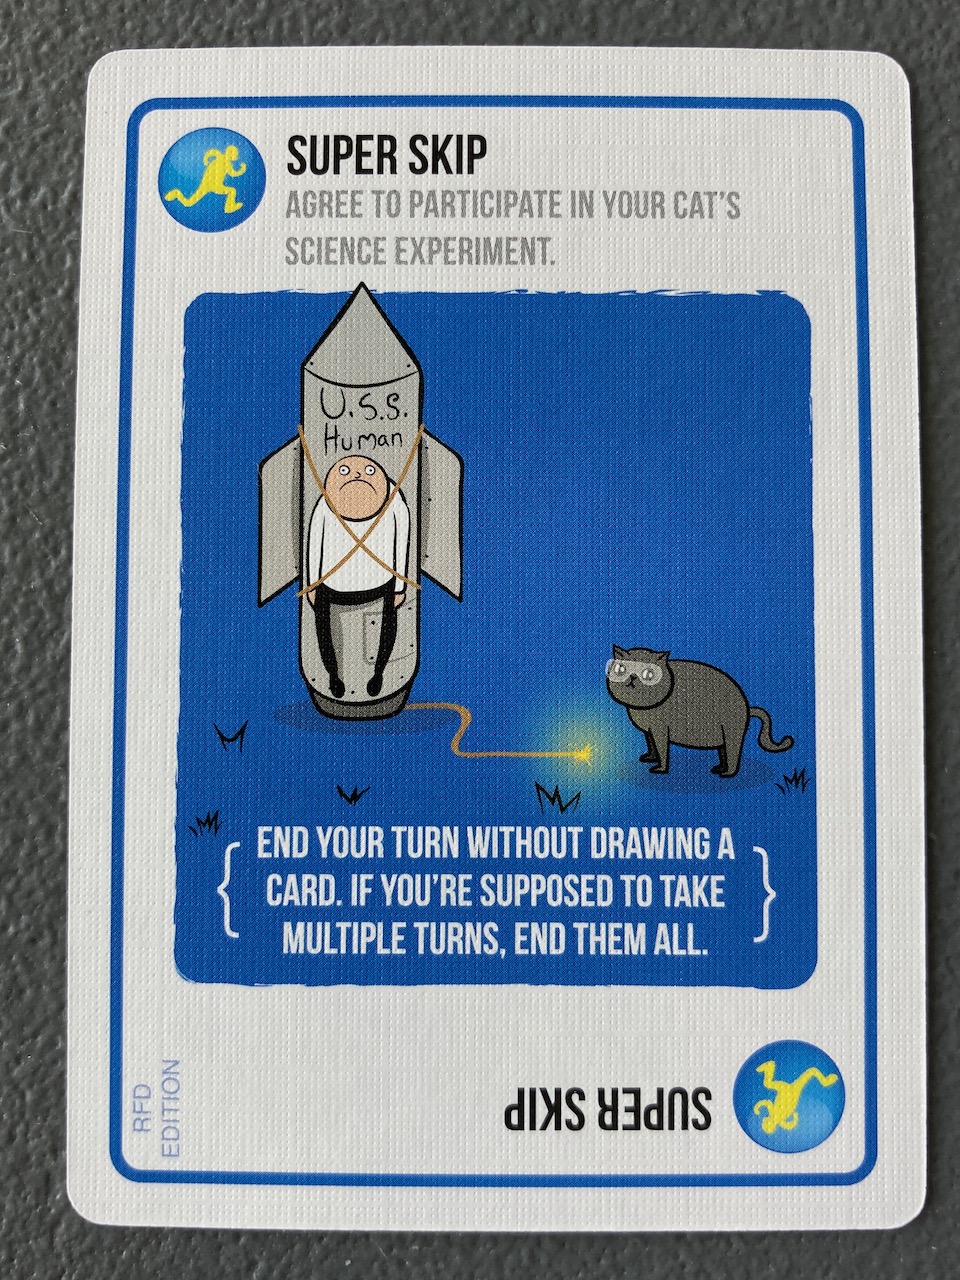 SUPER SKIP
AGREE TO PARTICIPATE IN YOUR CAT'S
SCIENCE EXPERIMENT.
U.S.S.
Human
END YOUR TURN WITHOUT DRAWING A
CARD. IF YOU'RE SUPPOSED TO TAKE
MULTIPLE TURNS, END THEM ALL.
RFD
EDITION
SUPER SKIP